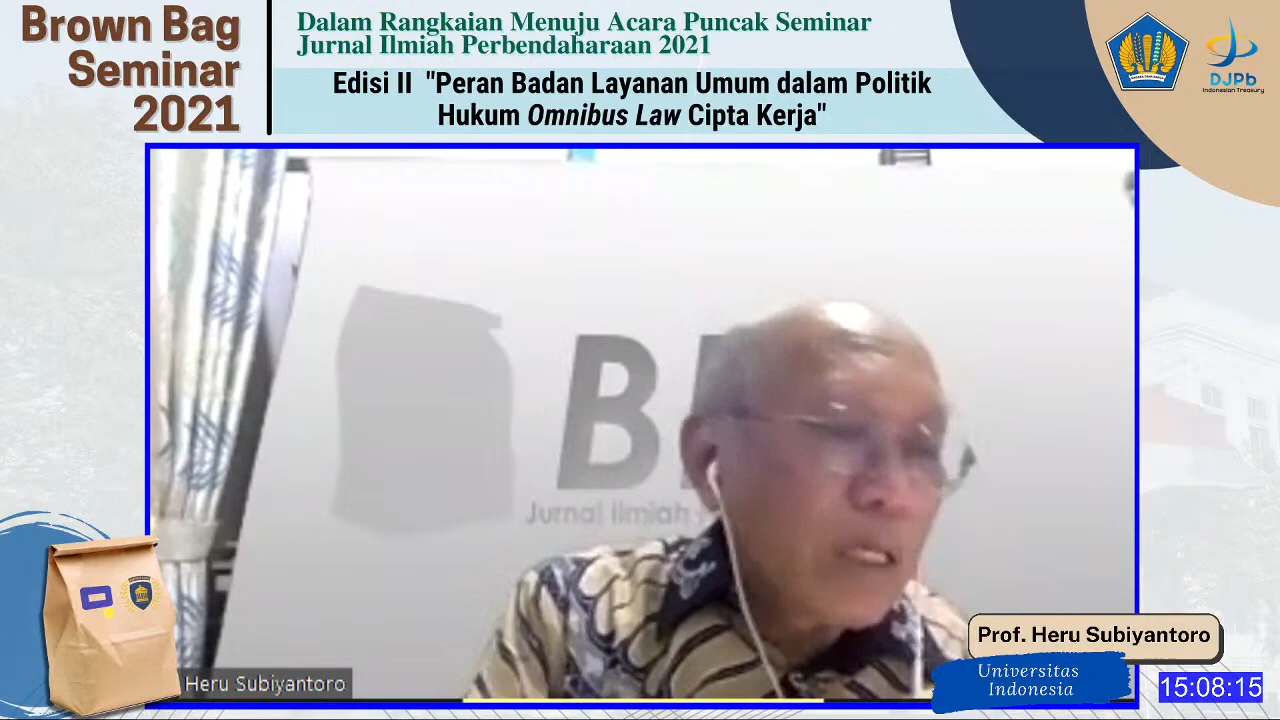 Brown Bag
Seminar
2021
Dalam Rangkaian Menuju Acara Puncak Seminar
Jurnal Ilmiah Perbendaharaan 2021
Edisi II "Peran Badan Layanan Umum dalam Politik
Hukum Omnibus Law Cipta Kerja"
DJPb
Indonesian Treasury
B
Jurnal Ilmiah
Heru Subiyantoro
Prof. Heru Subiyantoro
Universitas
Indonesia
15:08:15